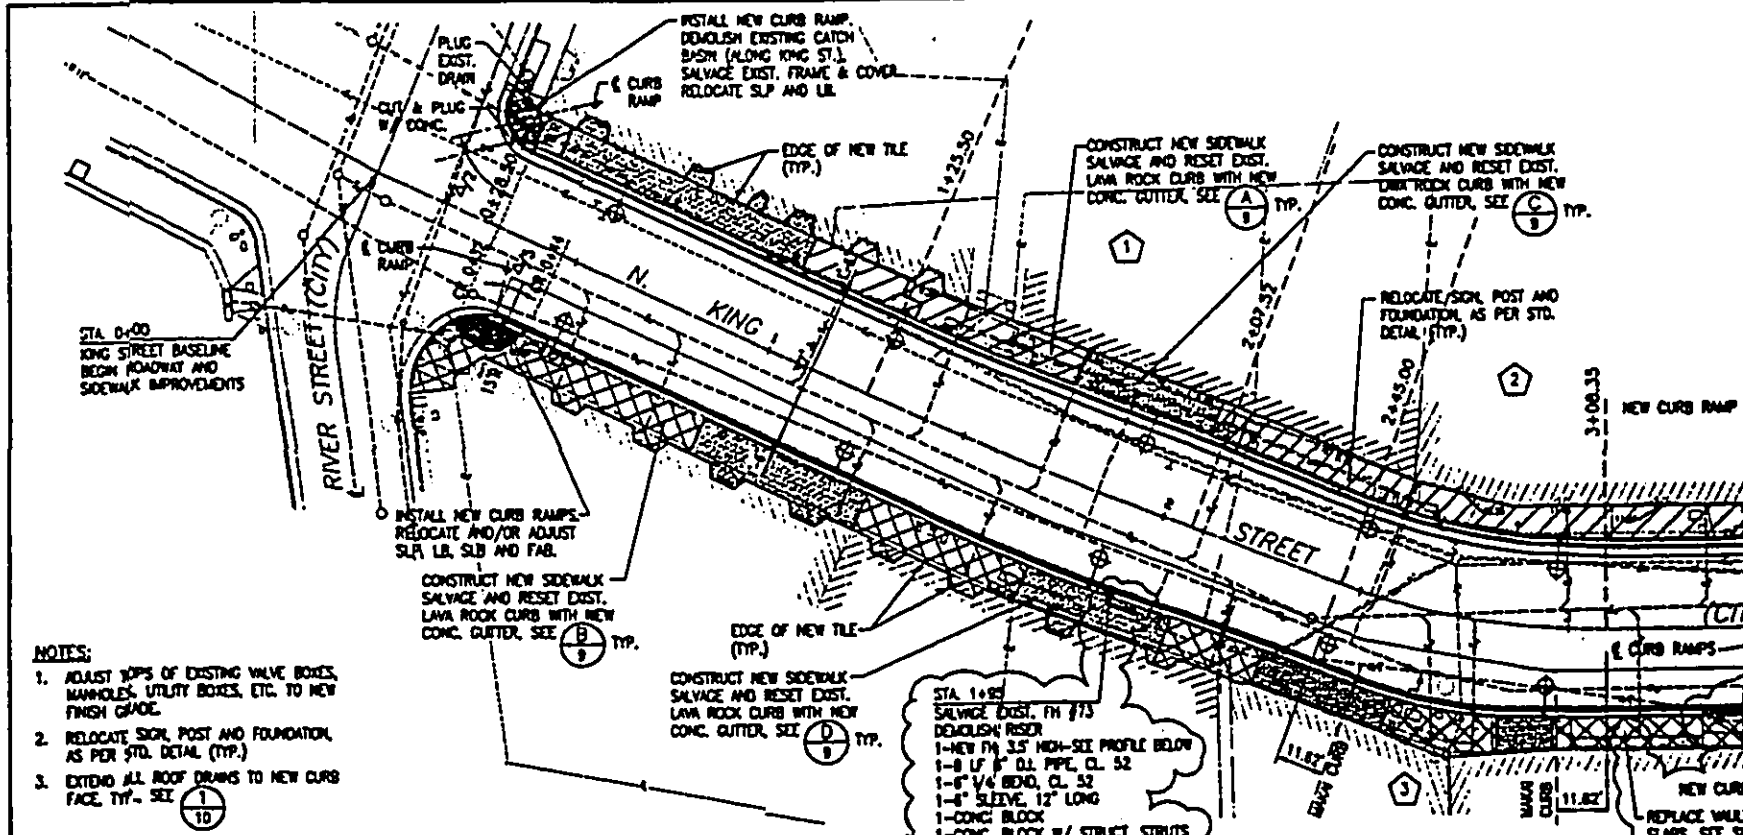 PLUG
EXIST.
DRAIN
CUT & PLUG
W/ CONC.
INSTALL NEW CURB RAMP.
DEMOLISH EXISTING CATCH
BASIN (ALONG KING ST.).
SALVAGE EXIST. FRAME & COVER
RELOCATE SLP AND LB.
℄ CURB
RAMP
EDGE OF NEW TILE
(TYP.)
1+25.50
CONSTRUCT NEW SIDEWALK
SALVAGE AND RESET EXIST.
LAVA ROCK CURB WITH NEW
CONC. GUTTER, SEE A/9 TYP.
CONSTRUCT NEW SIDEWALK
SALVAGE AND RESET EXIST.
LAVA ROCK CURB WITH NEW
CONC. GUTTER, SEE C/9 TYP.
1
0+28.20
℄ CURB
RAMP
N. KING STREET
RIVER STREET (CITY)
STA. 0+00
KING STREET BASELINE
BEGIN ROADWAY AND
SIDEWALK IMPROVEMENTS
2+07.52
RELOCATE SIGN, POST AND
FOUNDATION, AS PER STD.
DETAIL (TYP.)
2
2+45.00
3+08.35
NEW CURB RAMP
INSTALL NEW CURB RAMPS.
RELOCATE AND/OR ADJUST
SLP, LB, SLB AND FAB.
CONSTRUCT NEW SIDEWALK
SALVAGE AND RESET EXIST.
LAVA ROCK CURB WITH NEW
CONC. GUTTER, SEE B/9 TYP.
EDGE OF NEW TILE
(TYP.)
CONSTRUCT NEW SIDEWALK
SALVAGE AND RESET EXIST.
LAVA ROCK CURB WITH NEW
CONC. GUTTER, SEE D/9 TYP.
℄ CURB RAMPS
STA. 1+95
SALVAGE EXIST. FH #73
DEMOLISH RISER
1-NEW FH, 3.5' HIGH-SEE PROFILE BELOW
1-8 LF 6" D.I. PIPE, CL. 52
1-6" 1/4 BEND, CL. 52
1-6" SLEEVE, 12" LONG
1-CONC. BLOCK
1-CONC. BLOCK W/ STRUCT. STRUTS
11.82'
MAKAI CURB
3
MAKAI
CURB
11.82'
NEW CURB
NOTES:
1. ADJUST TOPS OF EXISTING VALVE BOXES,
MANHOLES, UTILITY BOXES, ETC. TO NEW
FINISH GRADE.
2. RELOCATE SIGN, POST AND FOUNDATION,
AS PER STD. DETAIL (TYP.)
3. EXTEND ALL ROOF DRAINS TO NEW CURB
FACE, TYP. SEE 1/10